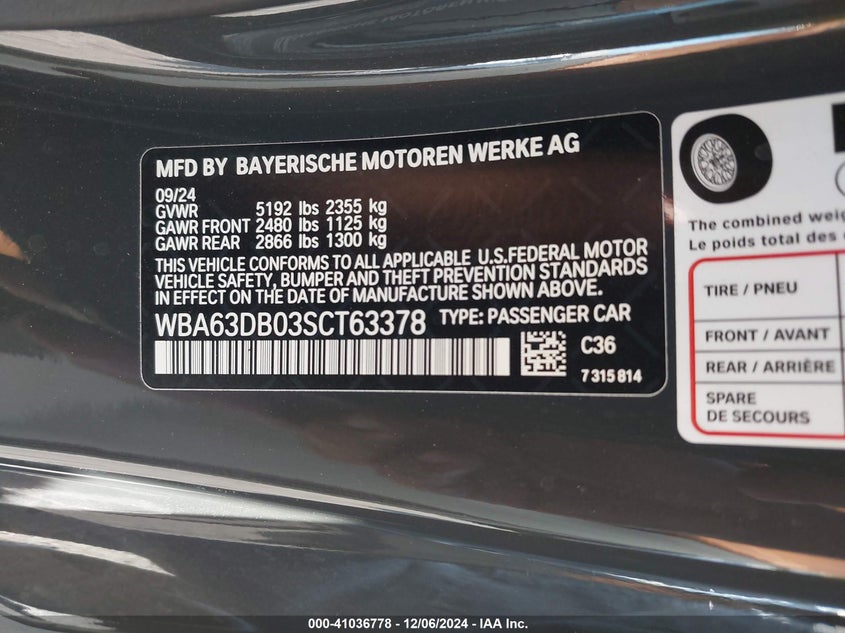 MFD BY BAYERISCHE MOTOREN WERKE AG
09/24
GVWR 5192 lbs 2355 kg
GAWR FRONT 2480 lbs 1125 kg
GAWR REAR 2866 lbs 1300 kg
THIS VEHICLE CONFORMS TO ALL APPLICABLE U.S.FEDERAL MOTOR
VEHICLE SAFETY, BUMPER AND THEFT PREVENTION STANDARDS
IN EFFECT ON THE DATE OF MANUFACTURE SHOWN ABOVE.
WBA63DB03SCT63378 TYPE: PASSENGER CAR
C36
7315814
The combined
Le poids total des
TIRE / PNEU
FRONT / AVANT
REAR / ARRIÈRE
SPARE
DE SECOURS
000-41036778 - 12/06/2024 - IAA Inc.